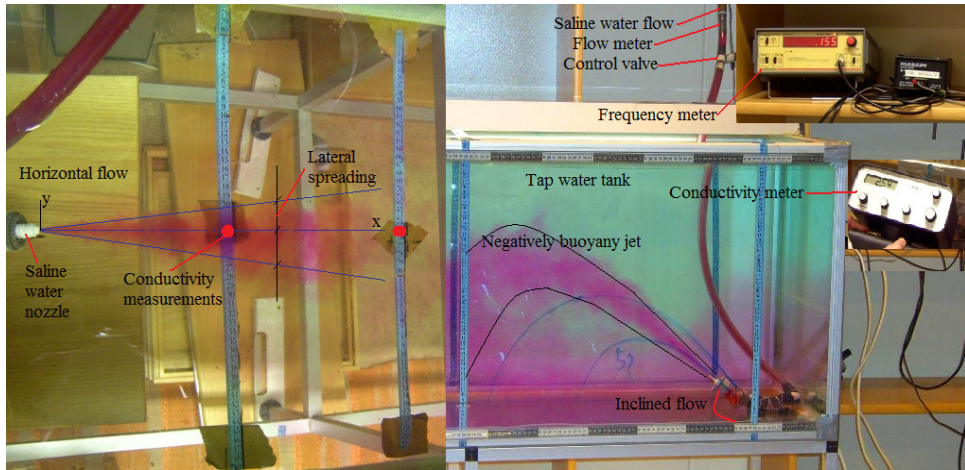 Horizontal flow
y
Lateral
spreading
x
Saline
water
nozzle
Conductivity
measurements
Saline water flow
Flow meter
Control valve
.155
Frequency meter
Tap water tank
Conductivity meter
Negatively buoyany jet
Inclined flow